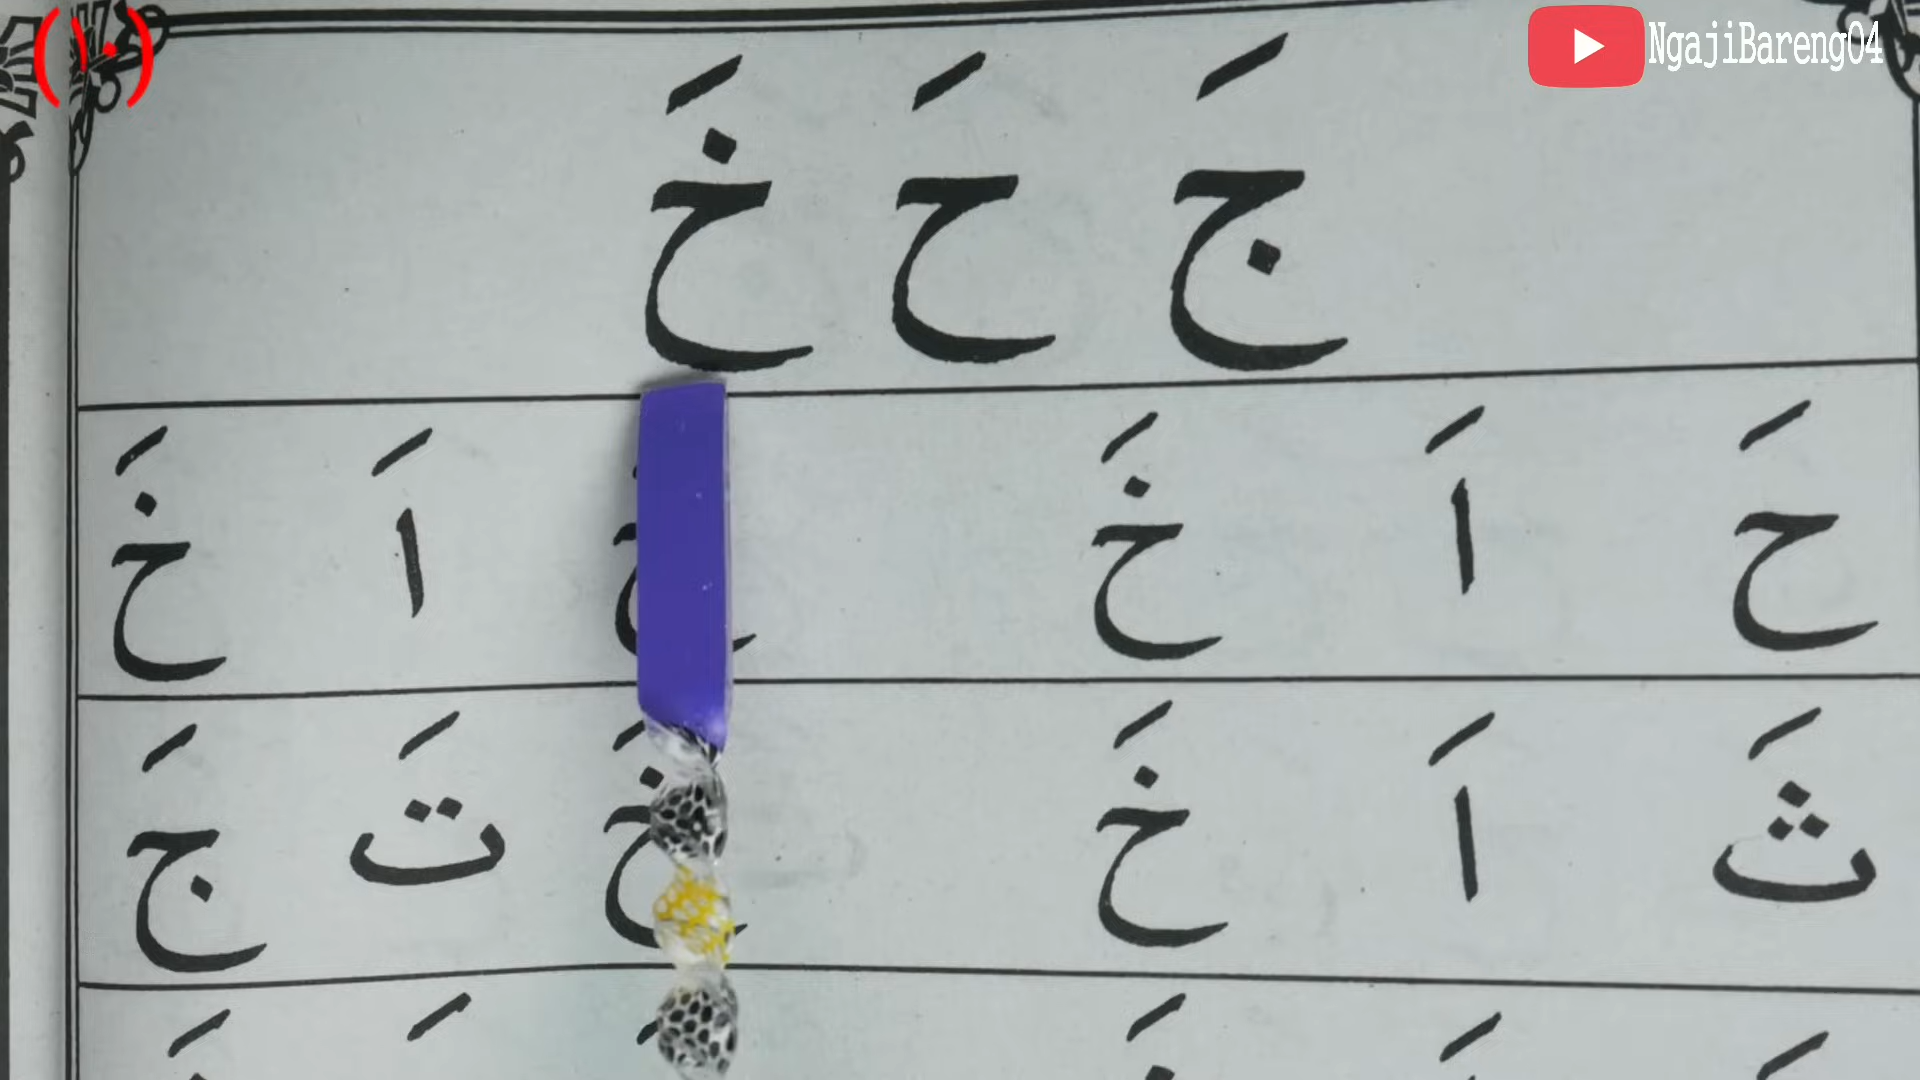 (١٠)
NgajiBareng04
جَ حَ خَ
حَ اَ خَ اَ خَ
ثَ اَ خَ خَ تَ جَ